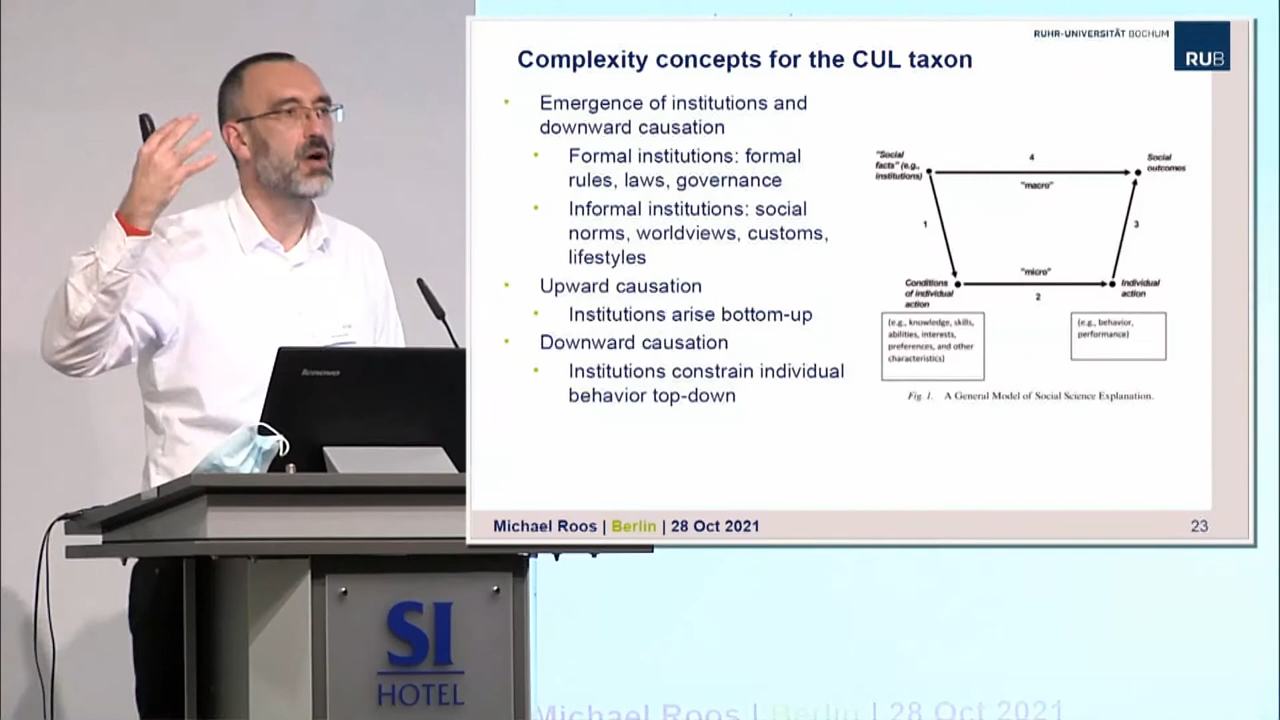 RUHR-UNIVERSITÄT BOCHUM
RUB
Complexity concepts for the CUL taxon
• Emergence of institutions and
downward causation
• Formal institutions: formal
rules, laws, governance
• Informal institutions: social
norms, worldviews, customs,
lifestyles
• Upward causation
• Institutions arise bottom-up
• Downward causation
• Institutions constrain individual
behavior top-down
"Social
facts" (e.g.,
institutions)
4
"macro"
Social
outcomes
1
3
"micro"
2
Conditions
of individual
action
Individual
action
(e.g., knowledge, skills,
abilities, interests,
preferences, and other
characteristics)
(e.g., behavior,
performance)
Fig 1. A General Model of Social Science Explanation.
Michael Roos | Berlin | 28 Oct 2021
23
lenovo
SI
HOTEL
Michael Roos | Berlin | 28 Oct 2021